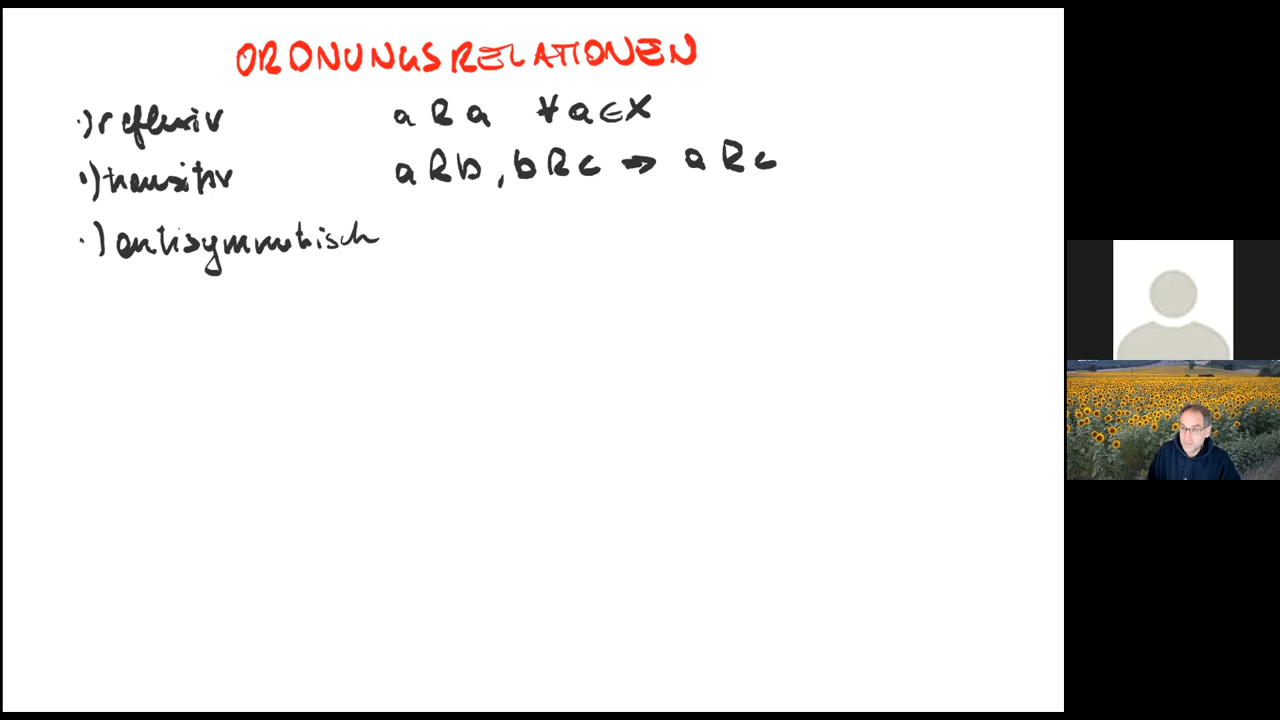 ORDNUNGSRELATIONEN
·) reflexiv a R a ∀ a ∈ X
·) transitiv a R b , b R c ⇒ a R c
·) antisymmetrisch